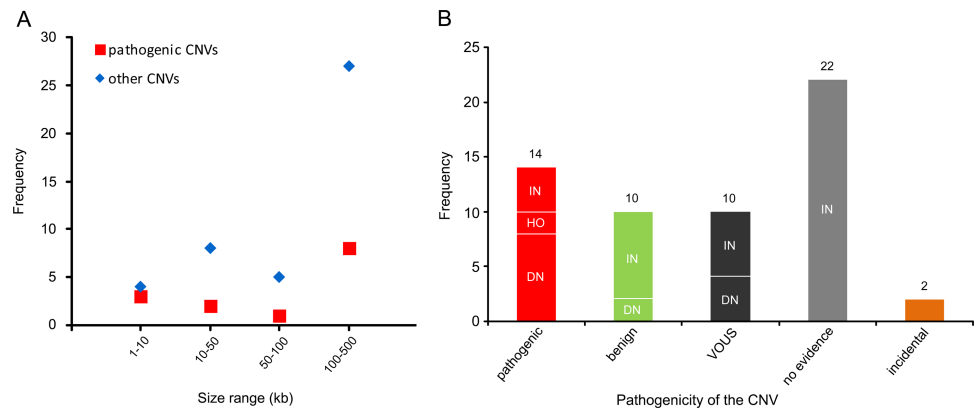 A
30
25
20
15
10
5
0
Frequency
pathogenic CNVs
other CNVs
1-10
10-50
50-100
100-500
Size range (kb)
B
25
20
15
10
5
0
Frequency
14
IN
HO
DN
10
IN
DN
10
IN
DN
22
IN
2
pathogenic
benign
VOUS
no evidence
incidental
Pathogenicity of the CNV